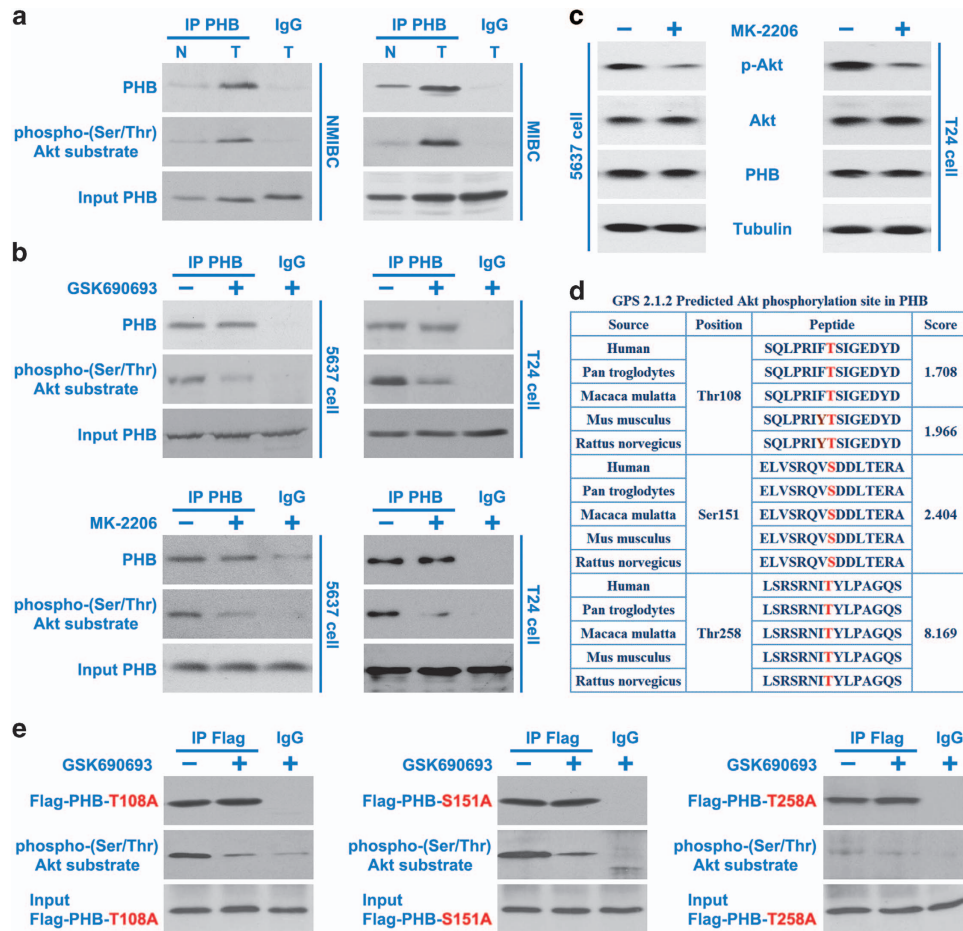 a
IP PHB IgG
N T T
PHB
phospho-(Ser/Thr)
Akt substrate
Input PHB
NMIBC
IP PHB IgG
N T T
MIBC
b
IP PHB IgG
GSK690693 − + +
PHB
phospho-(Ser/Thr)
Akt substrate
Input PHB
5637 cell
IP PHB IgG
− + +
T24 cell
IP PHB IgG
MK-2206 − + +
PHB
phospho-(Ser/Thr)
Akt substrate
Input PHB
5637 cell
IP PHB IgG
− + +
T24 cell
c
− + MK-2206 − +
p-Akt
Akt
PHB
Tubulin
5637 cell
T24 cell
d
GPS 2.1.2 Predicted Akt phosphorylation site in PHB
Source Position Peptide Score
Human Thr108 SQLPRIFTSIGEDYD 1.708
Pan troglodytes SQLPRIFTSIGEDYD
Macaca mulatta SQLPRIFTSIGEDYD
Mus musculus SQLPRIYTSIGEDYD 1.966
Rattus norvegicus SQLPRIYTSIGEDYD
Human Ser151 ELVSRQVSDDLTERA 2.404
Pan troglodytes ELVSRQVSDDLTERA
Macaca mulatta ELVSRQVSDDLTERA
Mus musculus ELVSRQVSDDLTERA
Rattus norvegicus ELVSRQVSDDLTERA
Human Thr258 LSRSRNITYLPAGQS 8.169
Pan troglodytes LSRSRNITYLPAGQS
Macaca mulatta LSRSRNITYLPAGQS
Mus musculus LSRSRNITYLPAGQS
Rattus norvegicus LSRSRNITYLPAGQS
e
IP Flag IgG
GSK690693 − + +
Flag-PHB-T108A
phospho-(Ser/Thr)
Akt substrate
Input
Flag-PHB-T108A
IP Flag IgG
GSK690693 − + +
Flag-PHB-S151A
phospho-(Ser/Thr)
Akt substrate
Input
Flag-PHB-S151A
IP Flag IgG
GSK690693 − + +
Flag-PHB-T258A
phospho-(Ser/Thr)
Akt substrate
Input
Flag-PHB-T258A